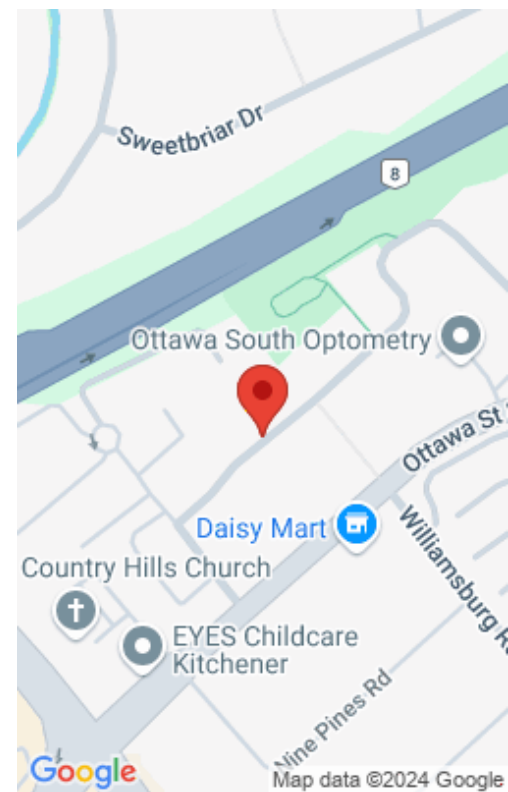 Sweetbriar Dr
8
Ottawa South Optometry
Ottawa St
Daisy Mart
Williamsburg
Country Hills Church
EYES Childcare
Kitchener
Nine Pines Rd
Google
Map data ©2024 Google